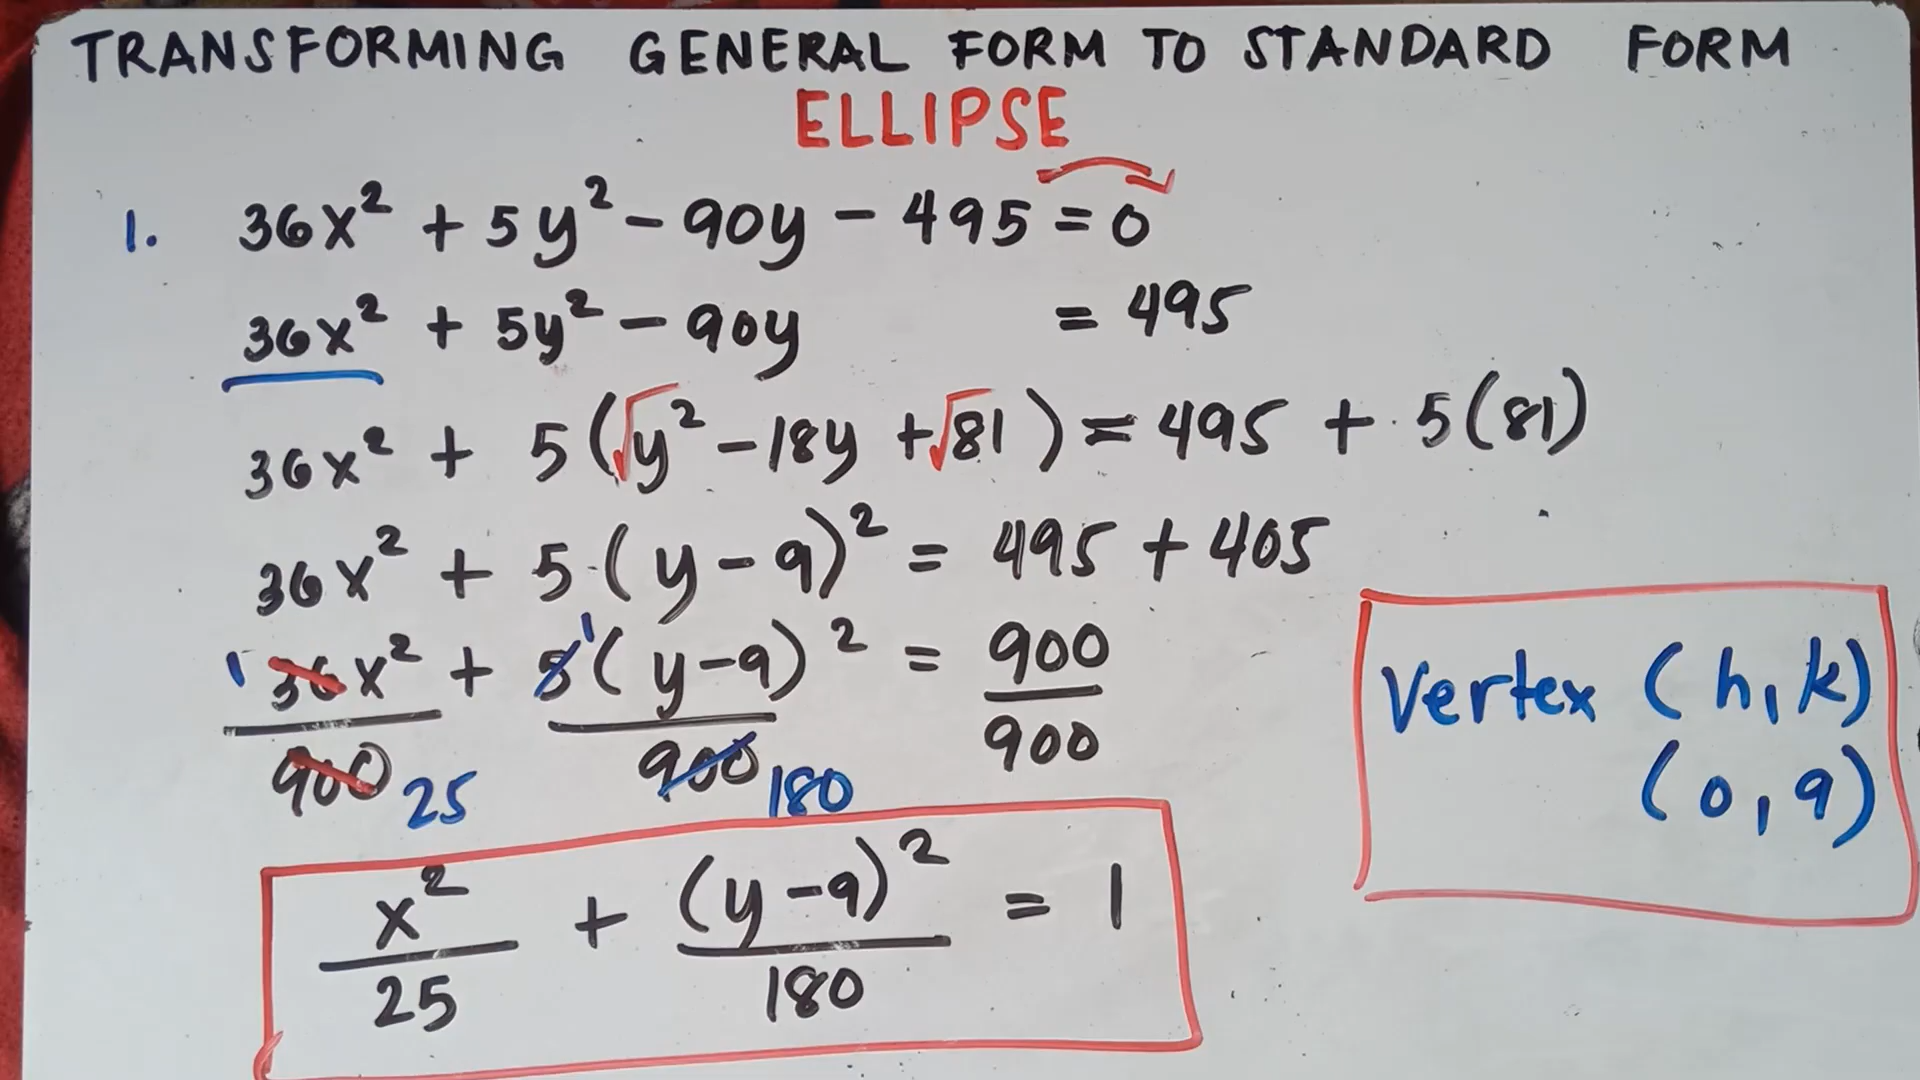 TRANSFORMING GENERAL FORM TO STANDARD FORM
ELLIPSE
1. 36x² + 5y² - 90y - 495 = 0
36x² + 5y² - 90y = 495
36x² + 5(√y² - 18y + √81) = 495 + 5(81)
36x² + 5(y - 9)² = 495 + 405
1 36x² + 5 1 (y - 9)² = 900
900 25 900 180 900
x² + (y - 9)² = 1
25 180
Vertex (h, k)
(0, 9)